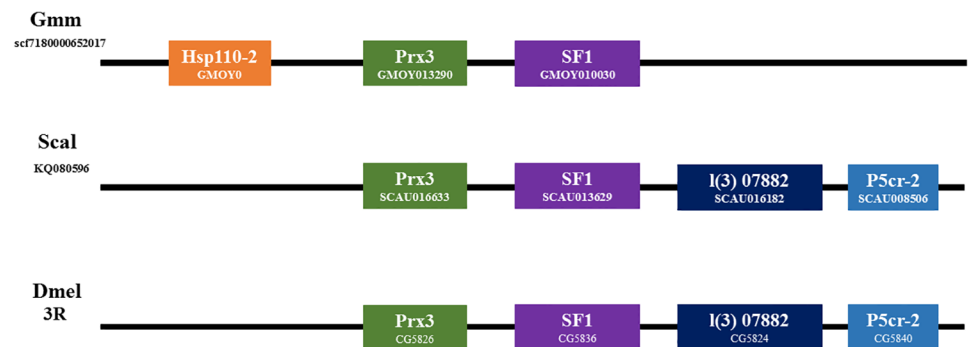 Gmm
scf7180000652017
Hsp110-2
GMOY0
Prx3
GMOY013290
SF1
GMOY010030
Scal
KQ080596
Prx3
SCAU016633
SF1
SCAU013629
l(3) 07882
SCAU016182
P5cr-2
SCAU008506
Dmel
3R
Prx3
CG5826
SF1
CG5836
l(3) 07882
CG5824
P5cr-2
CG5840